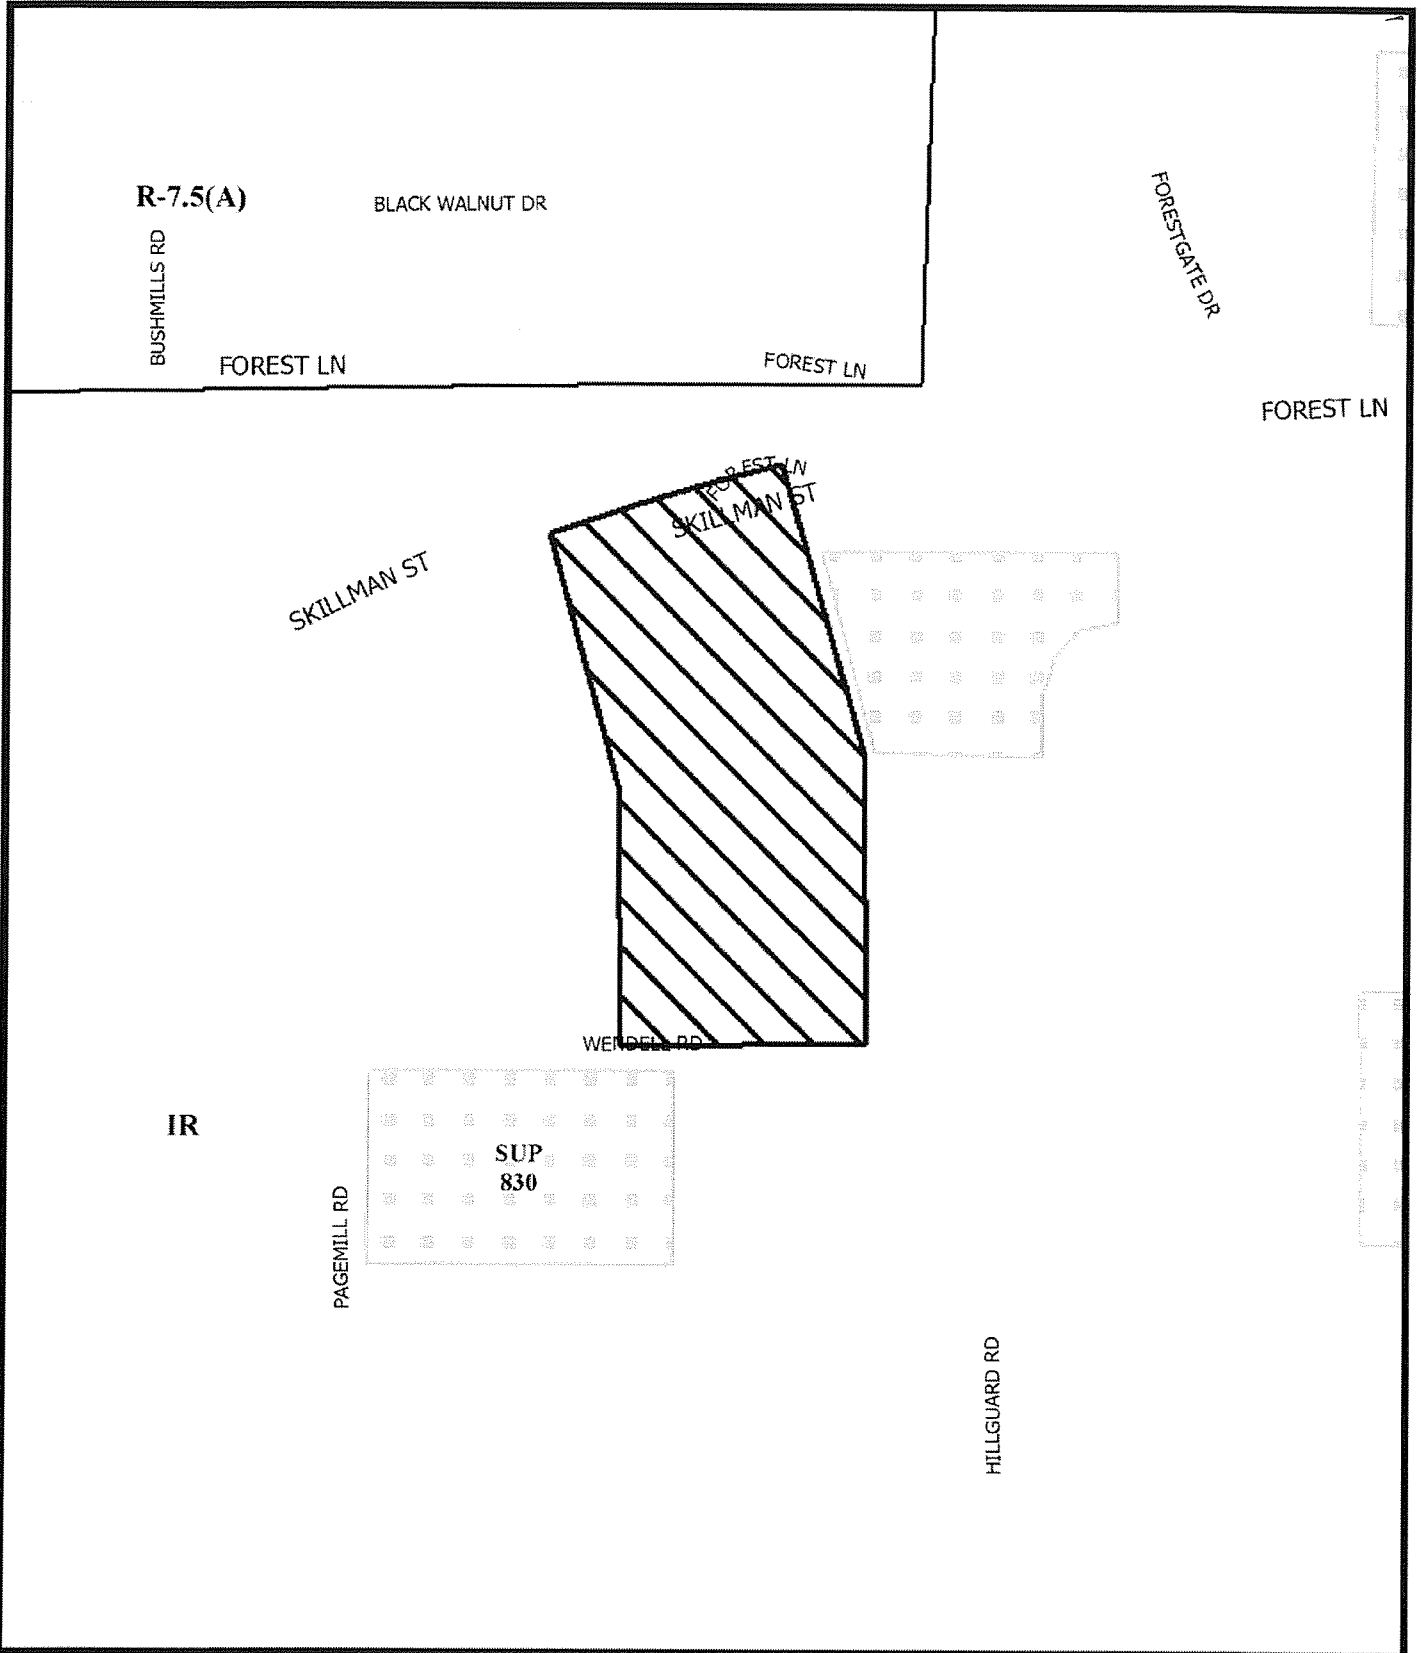 R-7.5(A)
BLACK WALNUT DR
BUSHMILLS RD
FORESTGATE DR
FOREST LN
FOREST LN
FOREST LN
FOREST LN
SKILLMAN ST
SKILLMAN ST
WENDELL RD
IR
SUP
830
PAGEMILL RD
HILLGUARD RD